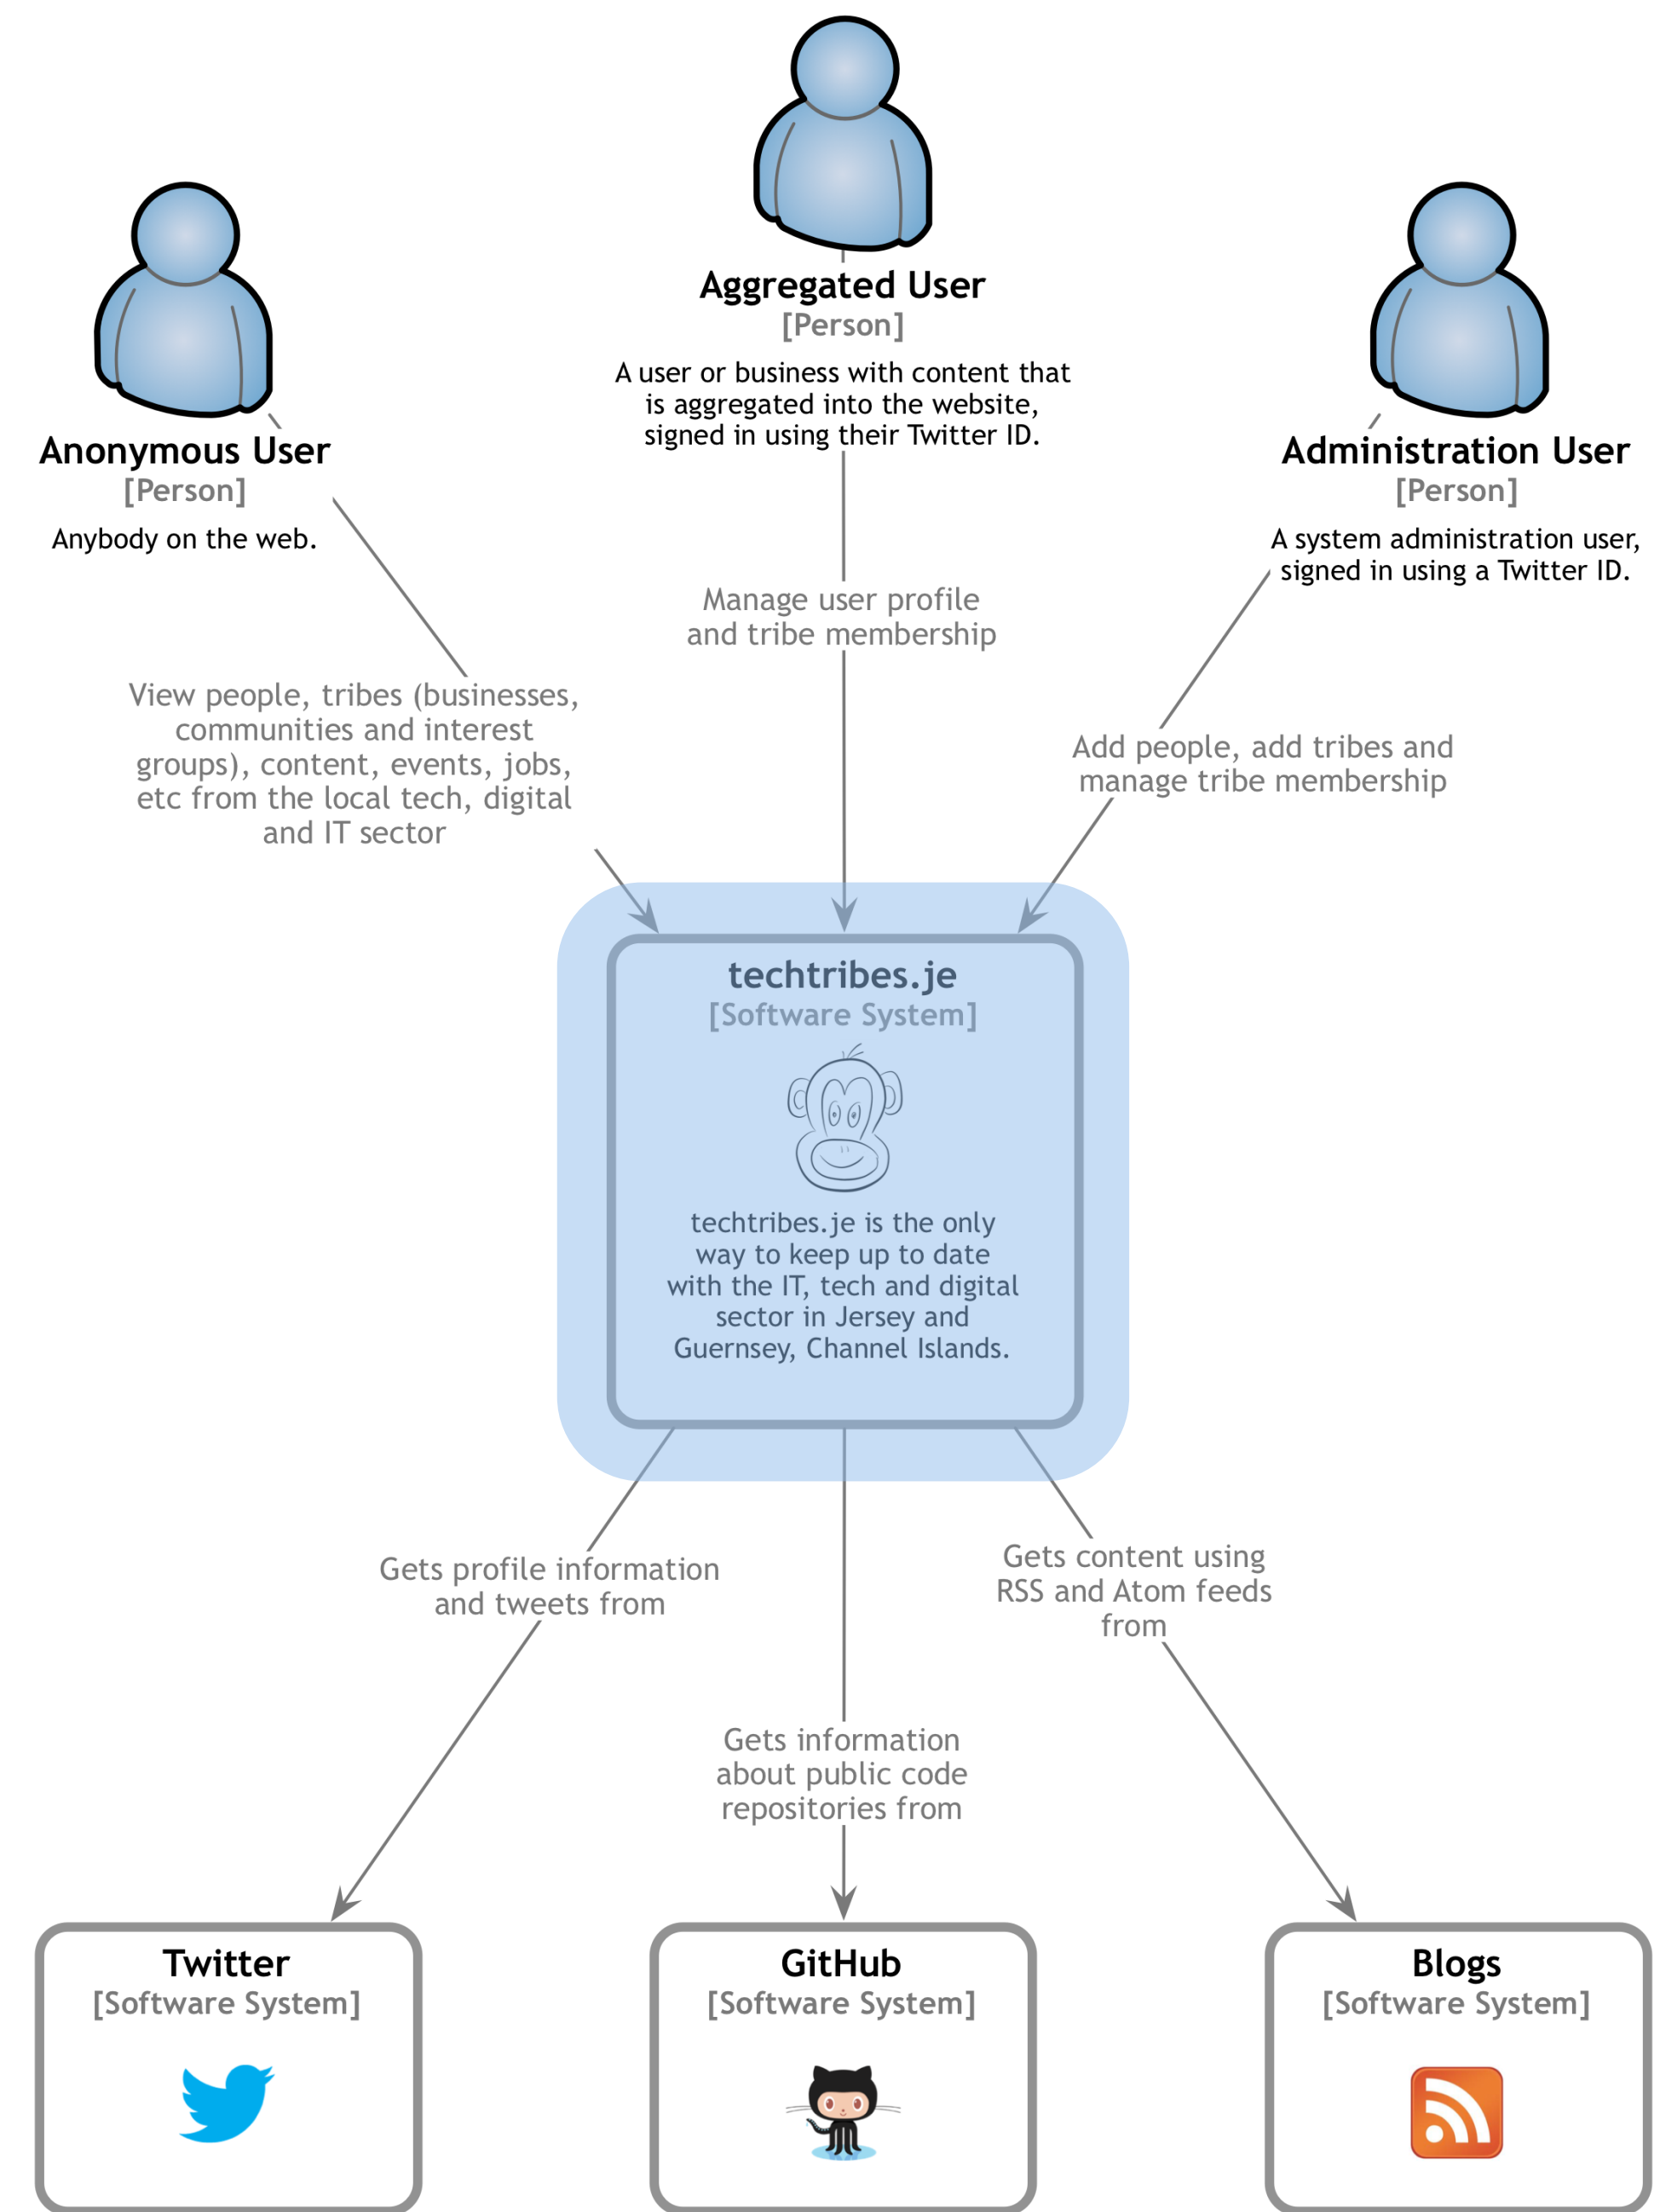 Aggregated User
[Person]
A user or business with content that
is aggregated into the website,
signed in using their Twitter ID.
Anonymous User
[Person]
Anybody on the web.
Administration User
[Person]
A system administration user,
signed in using a Twitter ID.
Manage user profile
and tribe membership
View people, tribes (businesses,
communities and interest
groups), content, events, jobs,
etc from the local tech, digital
and IT sector
Add people, add tribes and
manage tribe membership
techtribes.je
[Software System]
techtribes.je is the only
way to keep up to date
with the IT, tech and digital
sector in Jersey and
Guernsey, Channel Islands.
Gets profile information
and tweets from
Gets content using
RSS and Atom feeds
from
Gets information
about public code
repositories from
Twitter
[Software System]
GitHub
[Software System]
Blogs
[Software System]